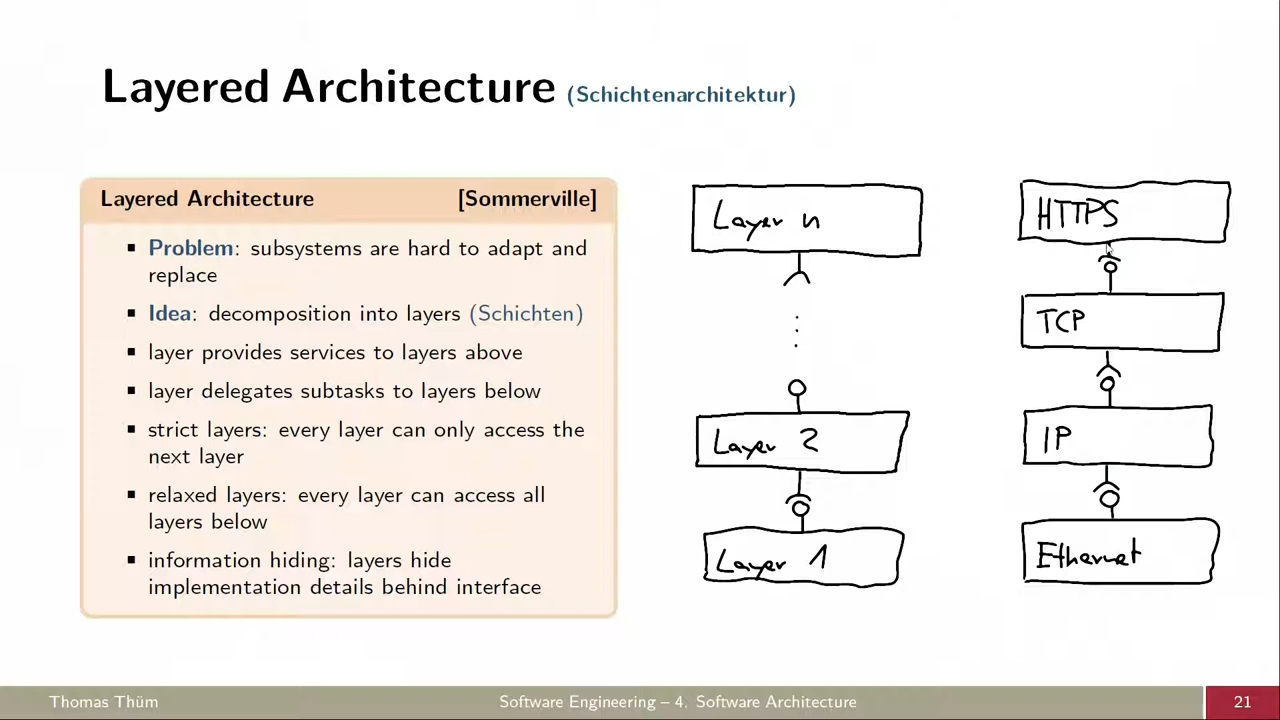 Layered Architecture (Schichtenarchitektur)
Layered Architecture [Sommerville]
▪ Problem: subsystems are hard to adapt and
replace
▪ Idea: decomposition into layers (Schichten)
▪ layer provides services to layers above
▪ layer delegates subtasks to layers below
▪ strict layers: every layer can only access the
next layer
▪ relaxed layers: every layer can access all
layers below
▪ information hiding: layers hide
implementation details behind interface
Layer n
Layer 2
Layer 1
HTTPS
TCP
IP
Ethernet
Thomas Thüm
Software Engineering – 4. Software Architecture
21